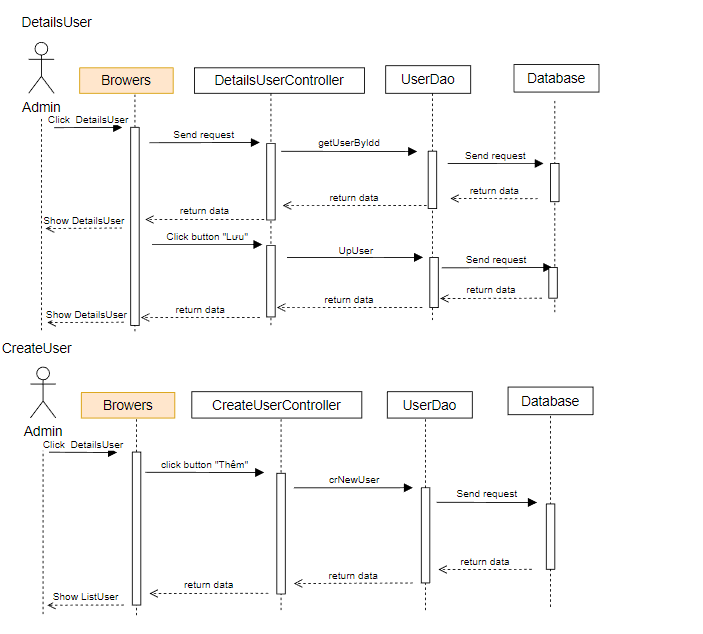 DetailsUser
Browers
DetailsUserController
UserDao
Database
Admin
Click DetailsUser
Send request
getUserByIdd
Send request
return data
return data
return data
Show DetailsUser
Click button "Lưu"
UpUser
Send request
return data
return data
return data
Show DetailsUser
CreateUser
Browers
CreateUserController
UserDao
Database
Admin
Click DetailsUser
click button "Thêm"
crNewUser
Send request
return data
return data
return data
Show ListUser